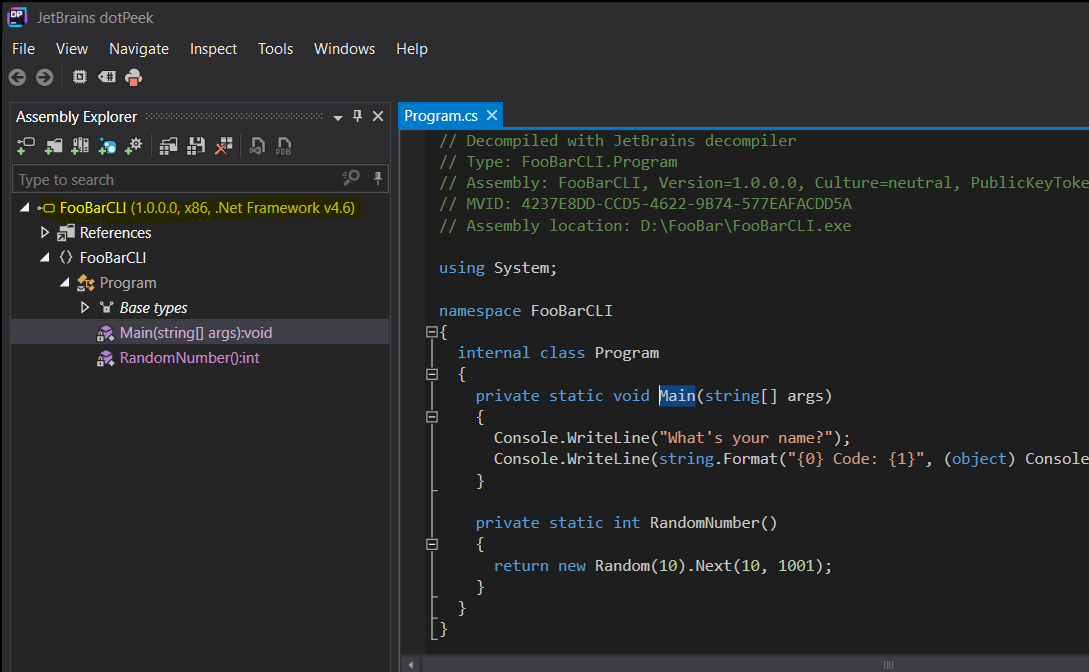 DP
JetBrains dotPeek
File View Navigate Inspect Tools Windows Help
Assembly Explorer
Program.cs
PDB
Type to search
FooBarCLI (1.0.0.0, x86, .Net Framework v4.6)
References
FooBarCLI
Program
Base types
Main(string[] args):void
RandomNumber():int
// Decompiled with JetBrains decompiler
// Type: FooBarCLI.Program
// Assembly: FooBarCLI, Version=1.0.0.0, Culture=neutral, PublicKeyToke
// MVID: 4237E8DD-CCD5-4622-9B74-577EAFACDD5A
// Assembly location: D:\FooBar\FooBarCLI.exe
using System;
namespace FooBarCLI
{
internal class Program
{
private static void Main(string[] args)
{
Console.WriteLine("What's your name?");
Console.WriteLine(string.Format("{0} Code: {1}", (object) Console
}
private static int RandomNumber()
{
return new Random(10).Next(10, 1001);
}
}
}